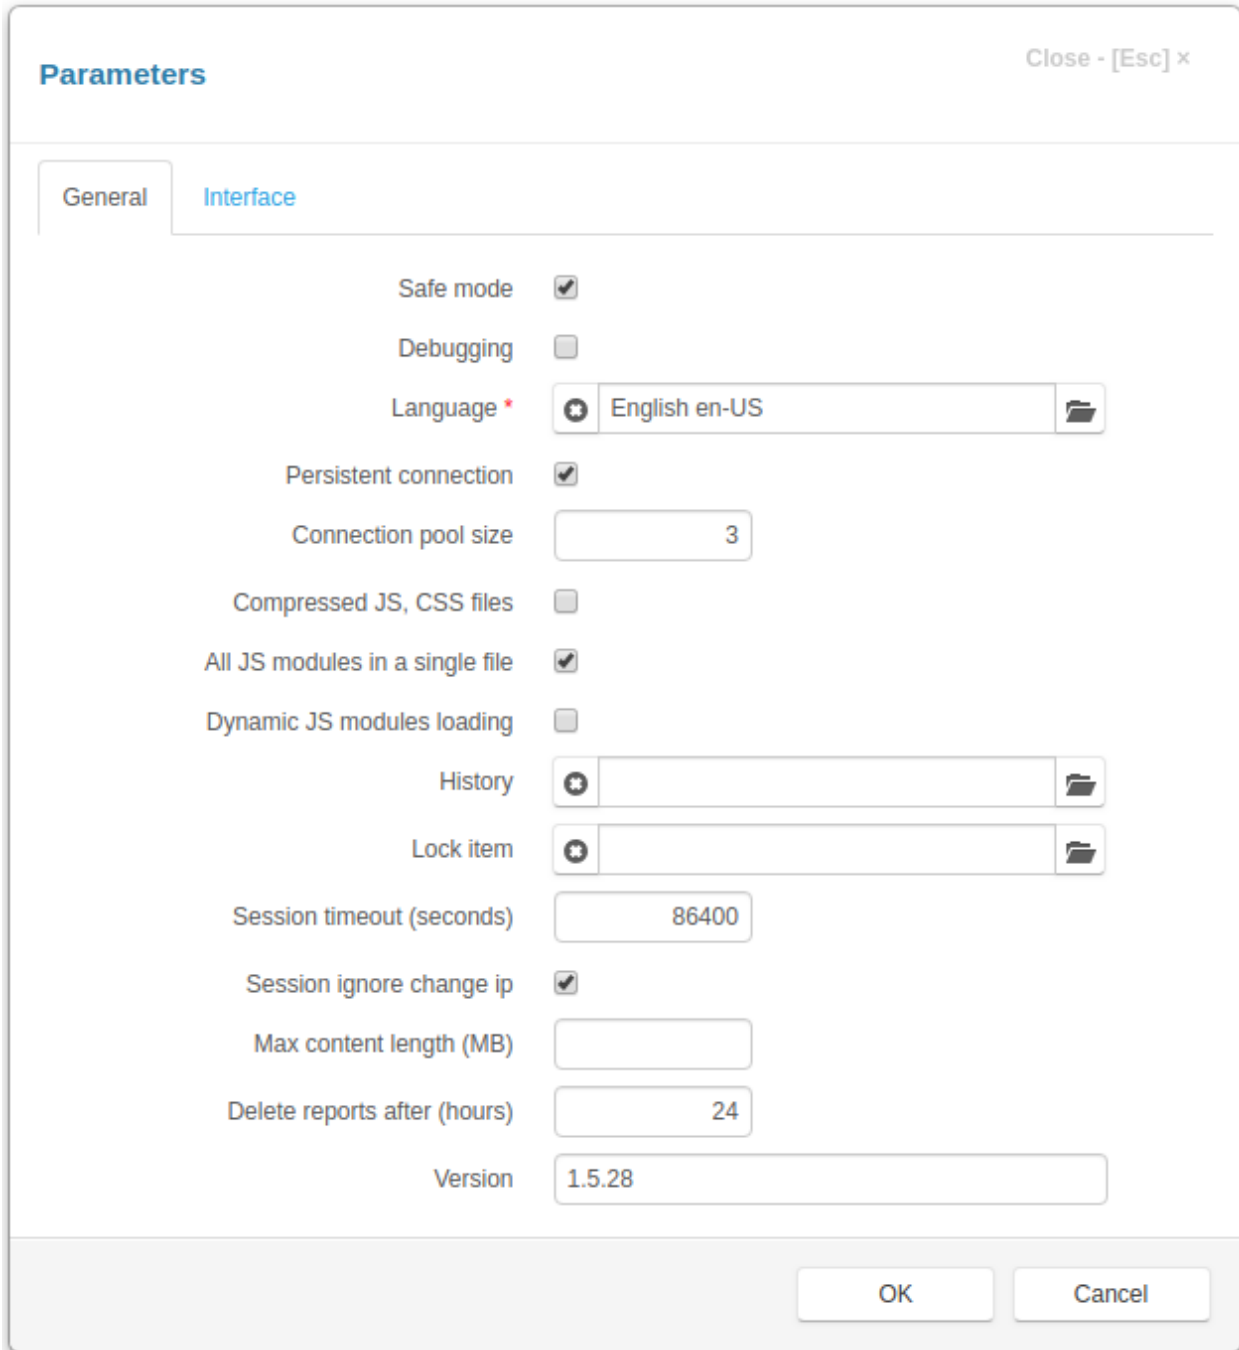 Parameters
Close - [Esc] ×
General
Interface
Safe mode
Debugging
Language * English en-US
Persistent connection
Connection pool size 3
Compressed JS, CSS files
All JS modules in a single file
Dynamic JS modules loading
History
Lock item
Session timeout (seconds) 86400
Session ignore change ip
Max content length (MB)
Delete reports after (hours) 24
Version 1.5.28
OK Cancel